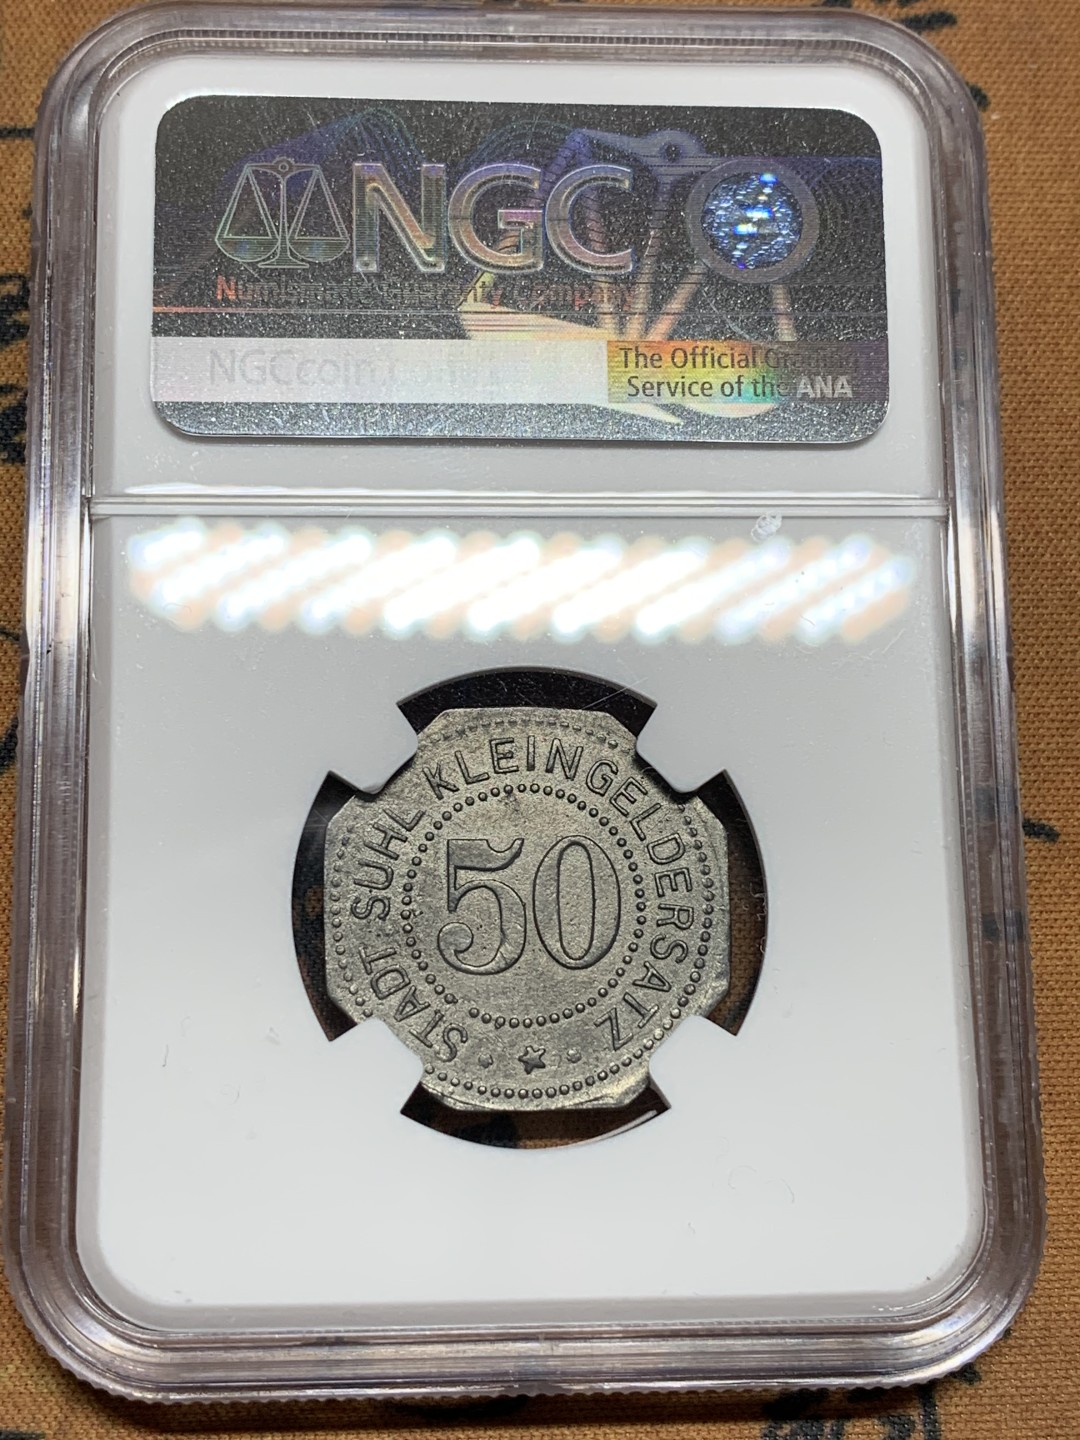 NGC
Numismatic Guaranty Company
NGCcoin.com
The Official Grading
Service of the ANA
STADT SUHL KLEINGELDERSATZ
50